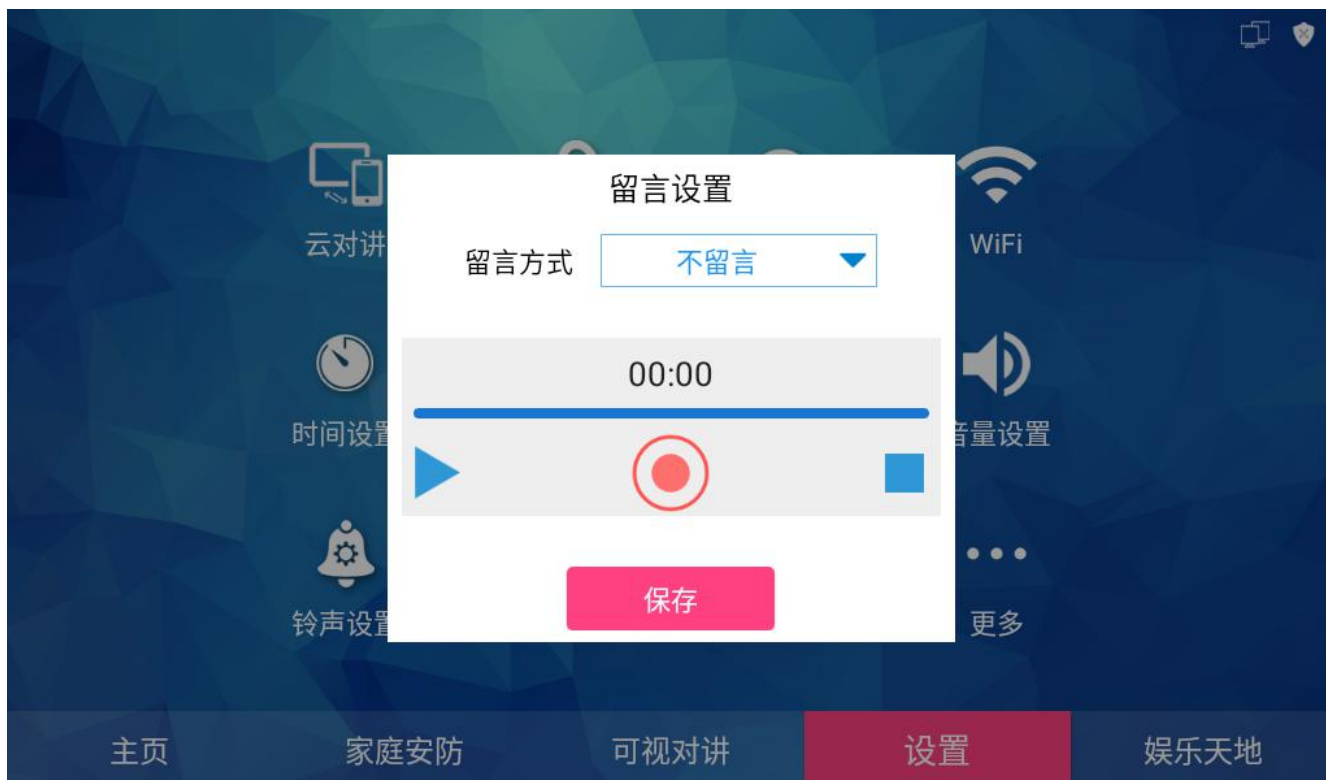 留言设置
留言方式 不留言
00:00
保存
云对讲
WiFi
时间设置
音量设置
铃声设置
更多
主页 家庭安防 可视对讲 设置 娱乐天地